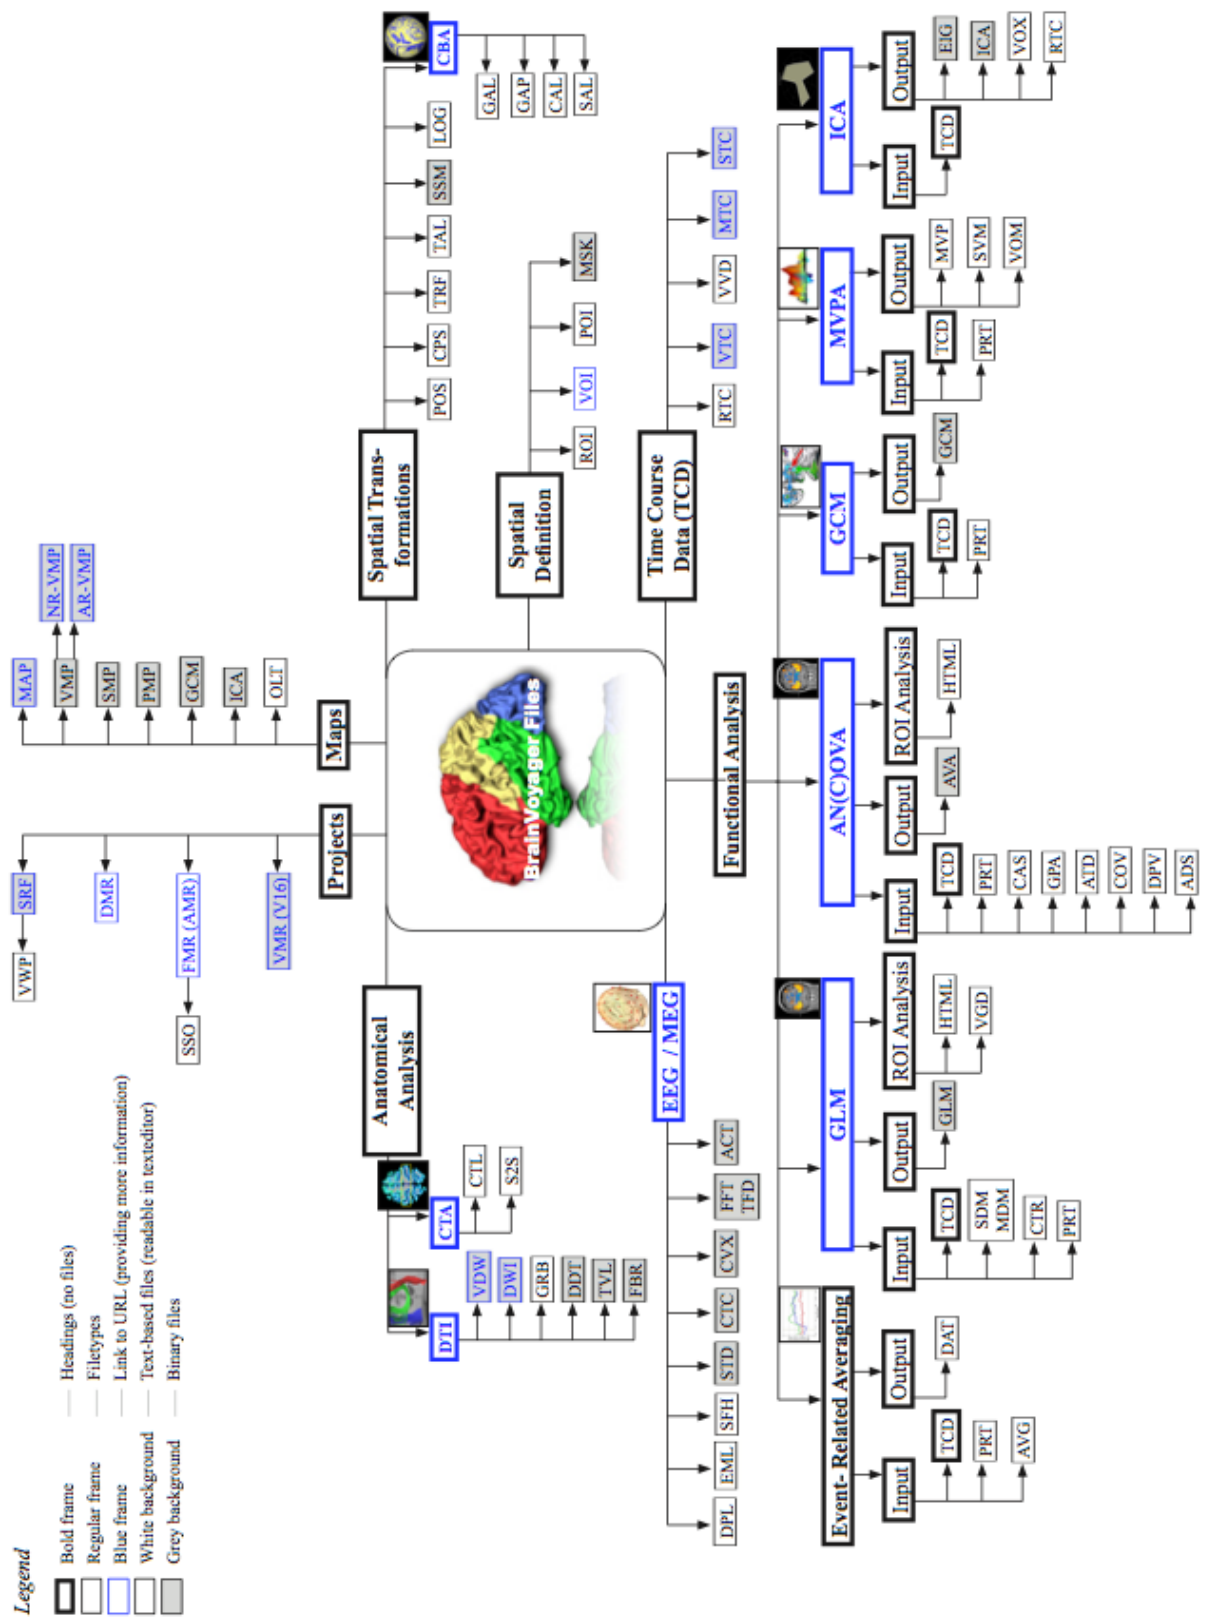 Legend
Bold frame — Headings (no files)
Regular frame — Filetypes
Blue frame — Link to URL (providing more information)
White background — Text-based files (readable in texteditor)
Grey background — Binary files
Projects
SRF
VWP
DMR
FMR (AMR)
SSO
VMR (V16)
Maps
MAP
VMP
NR-VMP
AR-VMP
SMP
PMP
GCM
ICA
OLT
Anatomical
Analysis
DTI
VDW
DWI
GRB
DDT
TVL
FBR
CTA
CTL
S2S
BrainVoyager Files
Spatial Trans-
formations
POS
CPS
TRF
TAL
SSM
LOG
CBA
GAL
GAP
CAL
SAL
Spatial
Definition
ROI
VOI
POI
MSK
EEG / MEG
DPL
EML
SFH
STD
CTC
CVX
FFT
TFD
ACT
Time Course
Data (TCD)
RTC
VTC
VVD
MTC
STC
Functional Analysis
Event- Related Averaging
Input
TCD
PRT
AVG
Output
DAT
GLM
Input
TCD
SDM
MDM
CTR
PRT
Output
GLM
ROI Analysis
HTML
VGD
AN(C)OVA
Input
TCD
PRT
CAS
GPA
ATD
COV
DPV
ADS
Output
AVA
ROI Analysis
HTML
GCM
Input
TCD
PRT
Output
GCM
MVPA
Input
TCD
PRT
Output
MVP
SVM
VOM
ICA
Input
TCD
Output
EIG
ICA
VOX
RTC